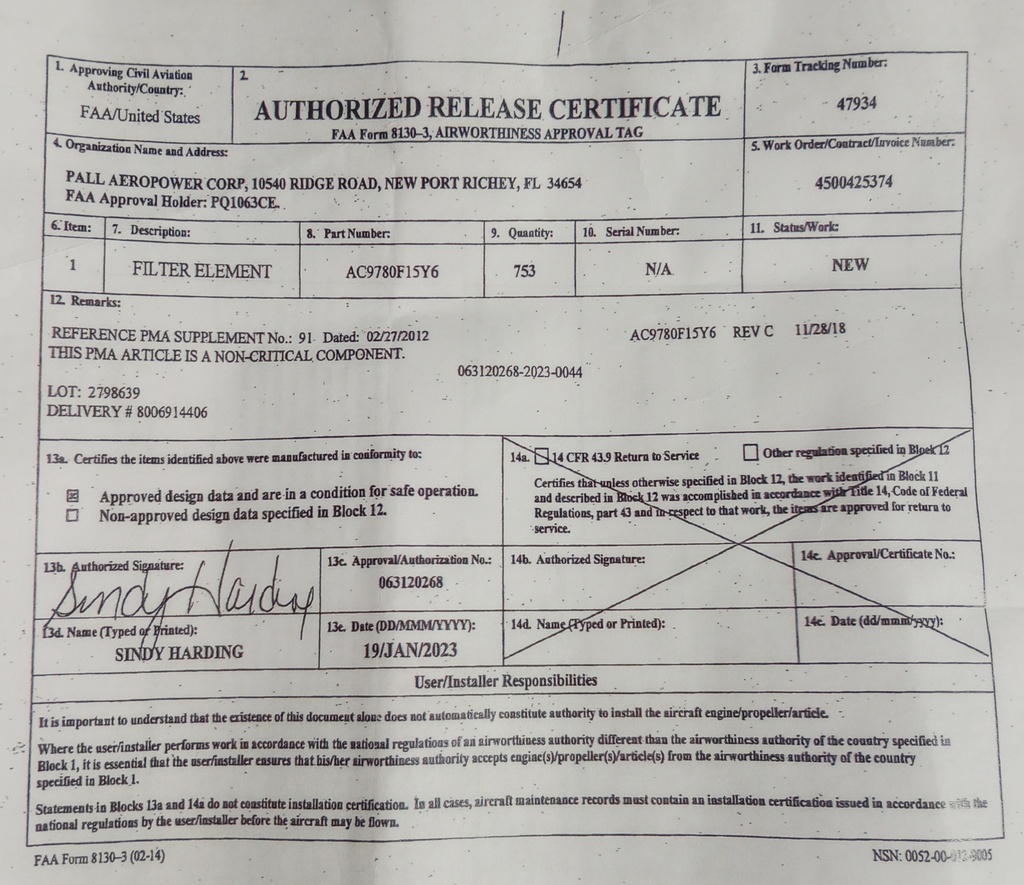 1. Approving Civil Aviation Authority/Country:
FAA/United States
2.
AUTHORIZED RELEASE CERTIFICATE
FAA Form 8130–3, AIRWORTHINESS APPROVAL TAG
3. Form Tracking Number:
47934
4. Organization Name and Address:
PALL AEROPOWER CORP, 10540 RIDGE ROAD, NEW PORT RICHEY, FL 34654
FAA Approval Holder: PQ1063CE.
5. Work Order/Contract/Invoice Number:
4500425374
6. Item:
7. Description:
8. Part Number:
9. Quantity:
10. Serial Number:
11. Status/Work:
1
FILTER ELEMENT
AC9780F15Y6
753
N/A
NEW
12. Remarks:
REFERENCE PMA SUPPLEMENT No.: 91 Dated: 02/27/2012
AC9780F15Y6 REV C 11/28/18
THIS PMA ARTICLE IS A NON-CRITICAL COMPONENT.
063120268-2023-0044
LOT: 2798639
DELIVERY # 8006914406
13a. Certifies the items identified above were manufactured in conformity to:
Approved design data and are in a condition for safe operation.
Non-approved design data specified in Block 12.
14a. 14 CFR 43.9 Return to Service
Other regulation specified in Block 12
Certifies that unless otherwise specified in Block 12, the work identified in Block 11
and described in Block 12 was accomplished in accordance with Title 14, Code of Federal
Regulations, part 43 and in respect to that work, the items are approved for return to
service.
13b. Authorized Signature:
Sindy Harding
13c. Approval/Authorization No.:
063120268
14b. Authorized Signature:
14c. Approval/Certificate No.:
13d. Name (Typed or Printed):
SINDY HARDING
13e. Date (DD/MMM/YYYY):
19/JAN/2023
14d. Name (Typed or Printed):
14e. Date (dd/mmm/yyyy):
User/Installer Responsibilities
It is important to understand that the existence of this document alone does not automatically constitute authority to install the aircraft engine/propeller/article.
Where the user/installer performs work in accordance with the national regulations of an airworthiness authority different than the airworthiness authority of the country specified in
Block 1, it is essential that the user/installer ensures that his/her airworthiness authority accepts engine(s)/propeller(s)/article(s) from the airworthiness authority of the country
specified in Block 1.
Statements in Blocks 13a and 14a do not constitute installation certification. In all cases, aircraft maintenance records must contain an installation certification issued in accordance with the
national regulations by the user/installer before the aircraft may be flown.
FAA Form 8130–3 (02-14)
NSN: 0052-00-012-9005